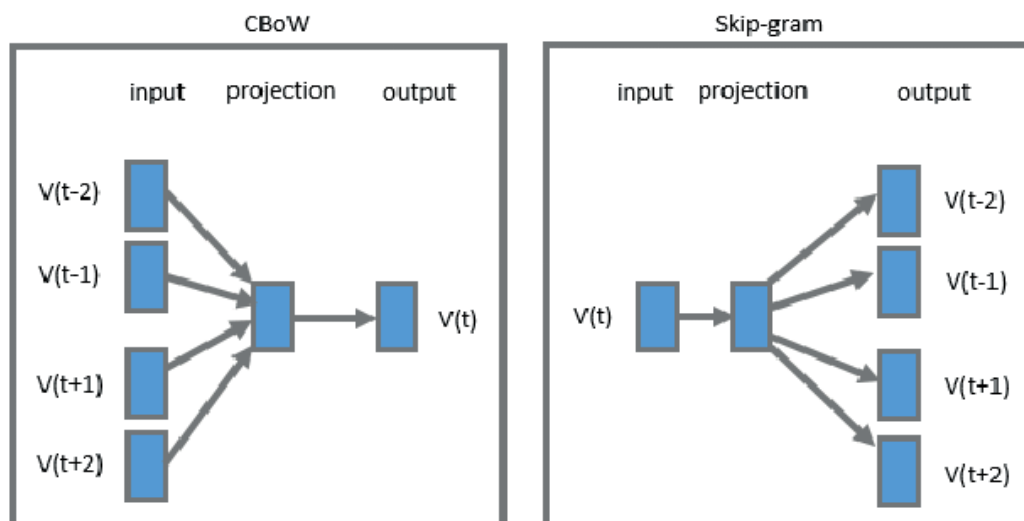 CBoW
input projection output
V(t-2)
V(t-1)
V(t)
V(t+1)
V(t+2)
Skip-gram
input projection output
V(t-2)
V(t-1)
V(t)
V(t+1)
V(t+2)